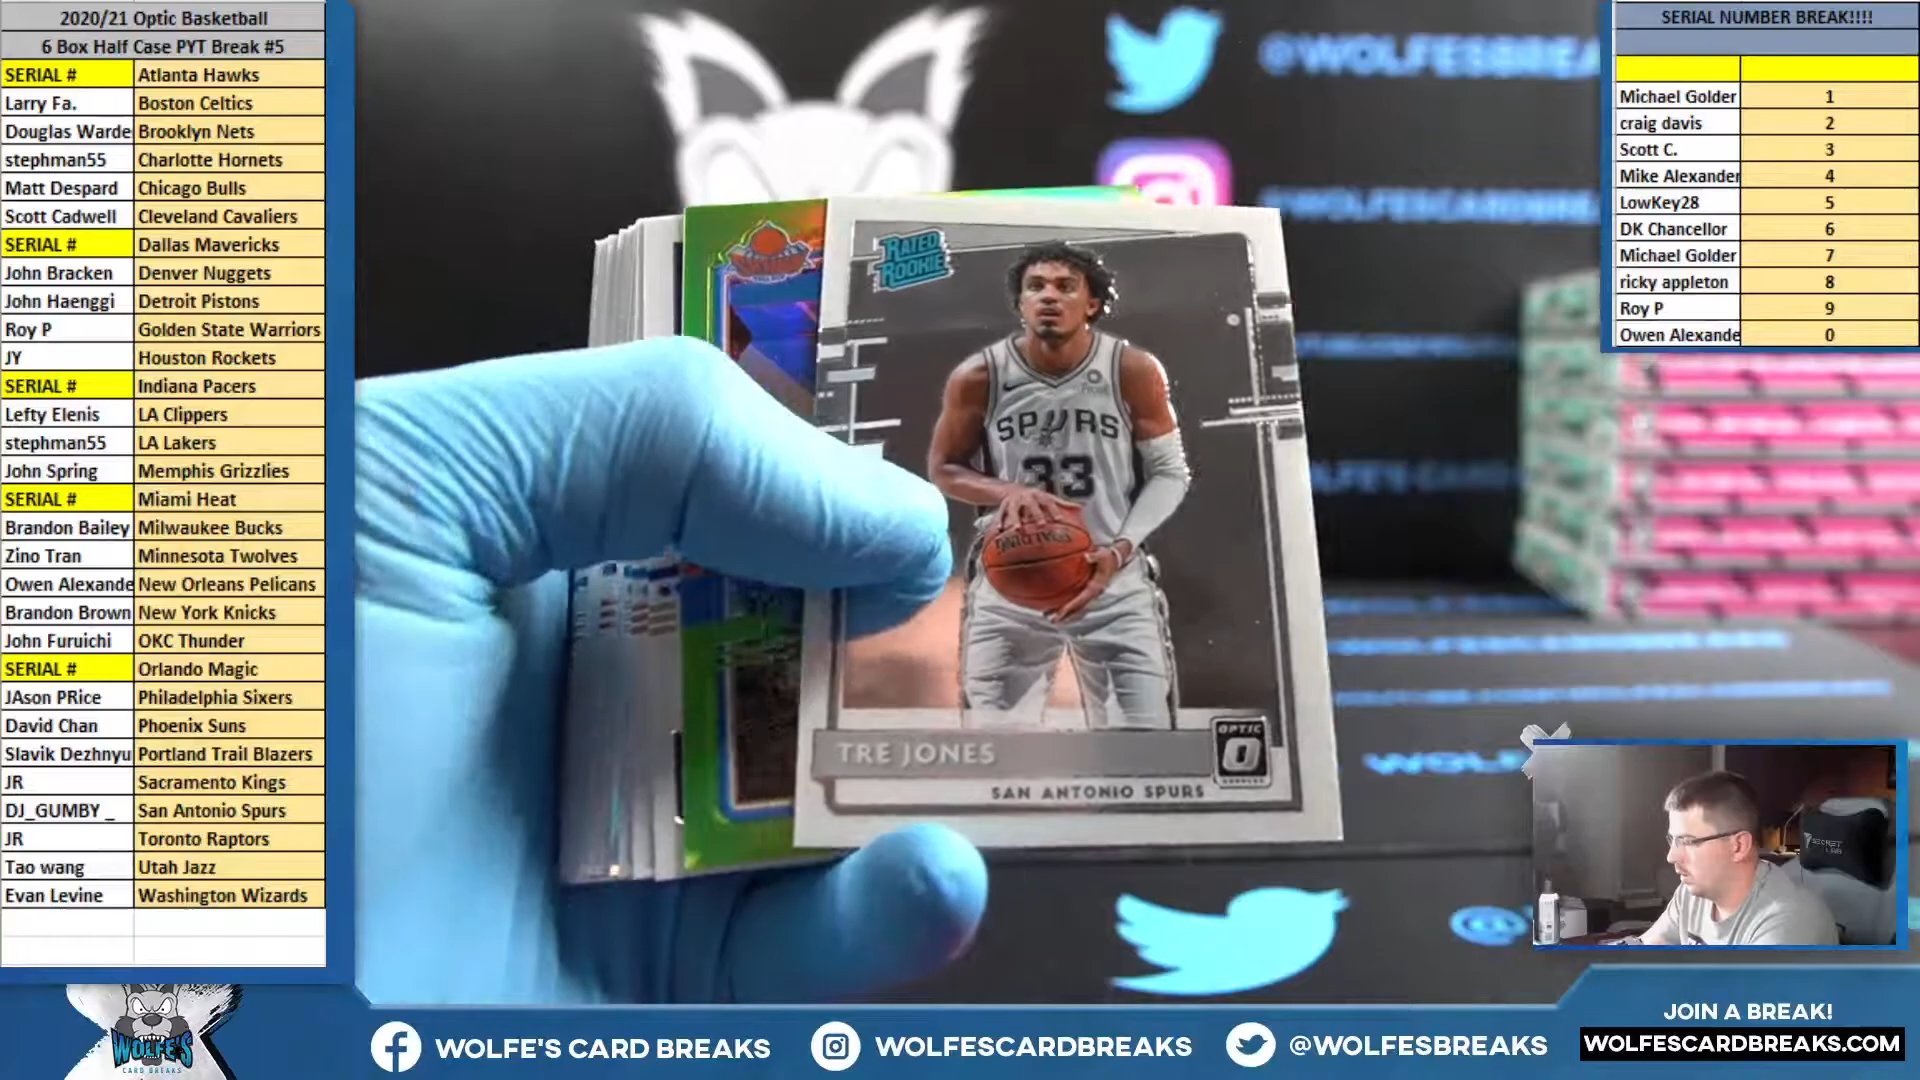 2020/21 Optic Basketball
6 Box Half Case PYT Break #5
SERIAL # Atlanta Hawks
Larry Fa. Boston Celtics
Douglas Warde Brooklyn Nets
stephman55 Charlotte Hornets
Matt Despard Chicago Bulls
Scott Cadwell Cleveland Cavaliers
SERIAL # Dallas Mavericks
John Bracken Denver Nuggets
John Haenggi Detroit Pistons
Roy P Golden State Warriors
JY Houston Rockets
SERIAL # Indiana Pacers
Lefty Elenis LA Clippers
stephman55 LA Lakers
John Spring Memphis Grizzlies
SERIAL # Miami Heat
Brandon Bailey Milwaukee Bucks
Zino Tran Minnesota Twolves
Owen Alexande New Orleans Pelicans
Brandon Brown New York Knicks
John Furuichi OKC Thunder
SERIAL # Orlando Magic
JAson PRice Philadelphia Sixers
David Chan Phoenix Suns
Slavik Dezhnyu Portland Trail Blazers
JR Sacramento Kings
DJ_GUMBY_ San Antonio Spurs
JR Toronto Raptors
Tao wang Utah Jazz
Evan Levine Washington Wizards
@WOLFESBREA
RATED
ROOKIE
SPURS
33
SPALDING
TRE JONES
OPTIC
SAN ANTONIO SPURS
SERIAL NUMBER BREAK!!!!
Michael Golder 1
craig davis 2
Scott C. 3
Mike Alexander 4
LowKey28 5
DK Chancellor 6
Michael Golder 7
ricky appleton 8
Roy P 9
Owen Alexande 0
SECRET
LAB
WOLFE'S
CARD BREAKS
WOLFE'S CARD BREAKS
WOLFESCARDBREAKS
@WOLFESBREAKS
JOIN A BREAK!
WOLFESCARDBREAKS.COM